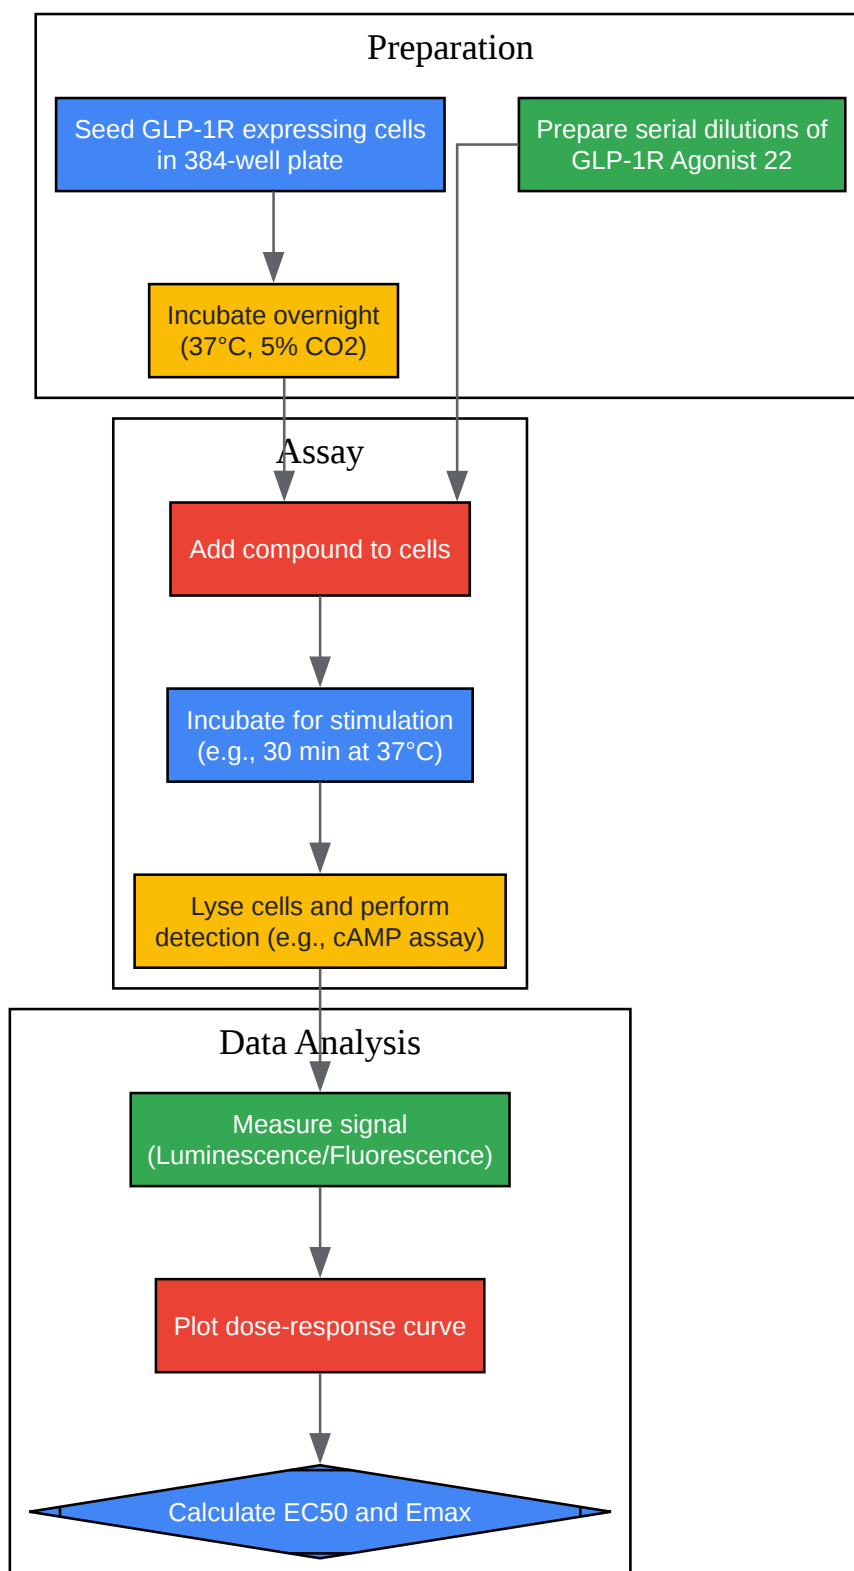 Preparation
Seed GLP-1R expressing cells
in 384-well plate
Prepare serial dilutions of
GLP-1R Agonist 22
Incubate overnight
(37°C, 5% CO2)
Assay
Add compound to cells
Incubate for stimulation
(e.g., 30 min at 37°C)
Lyse cells and perform
detection (e.g., cAMP assay)
Data Analysis
Measure signal
(Luminescence/Fluorescence)
Plot dose-response curve
Calculate EC50 and Emax